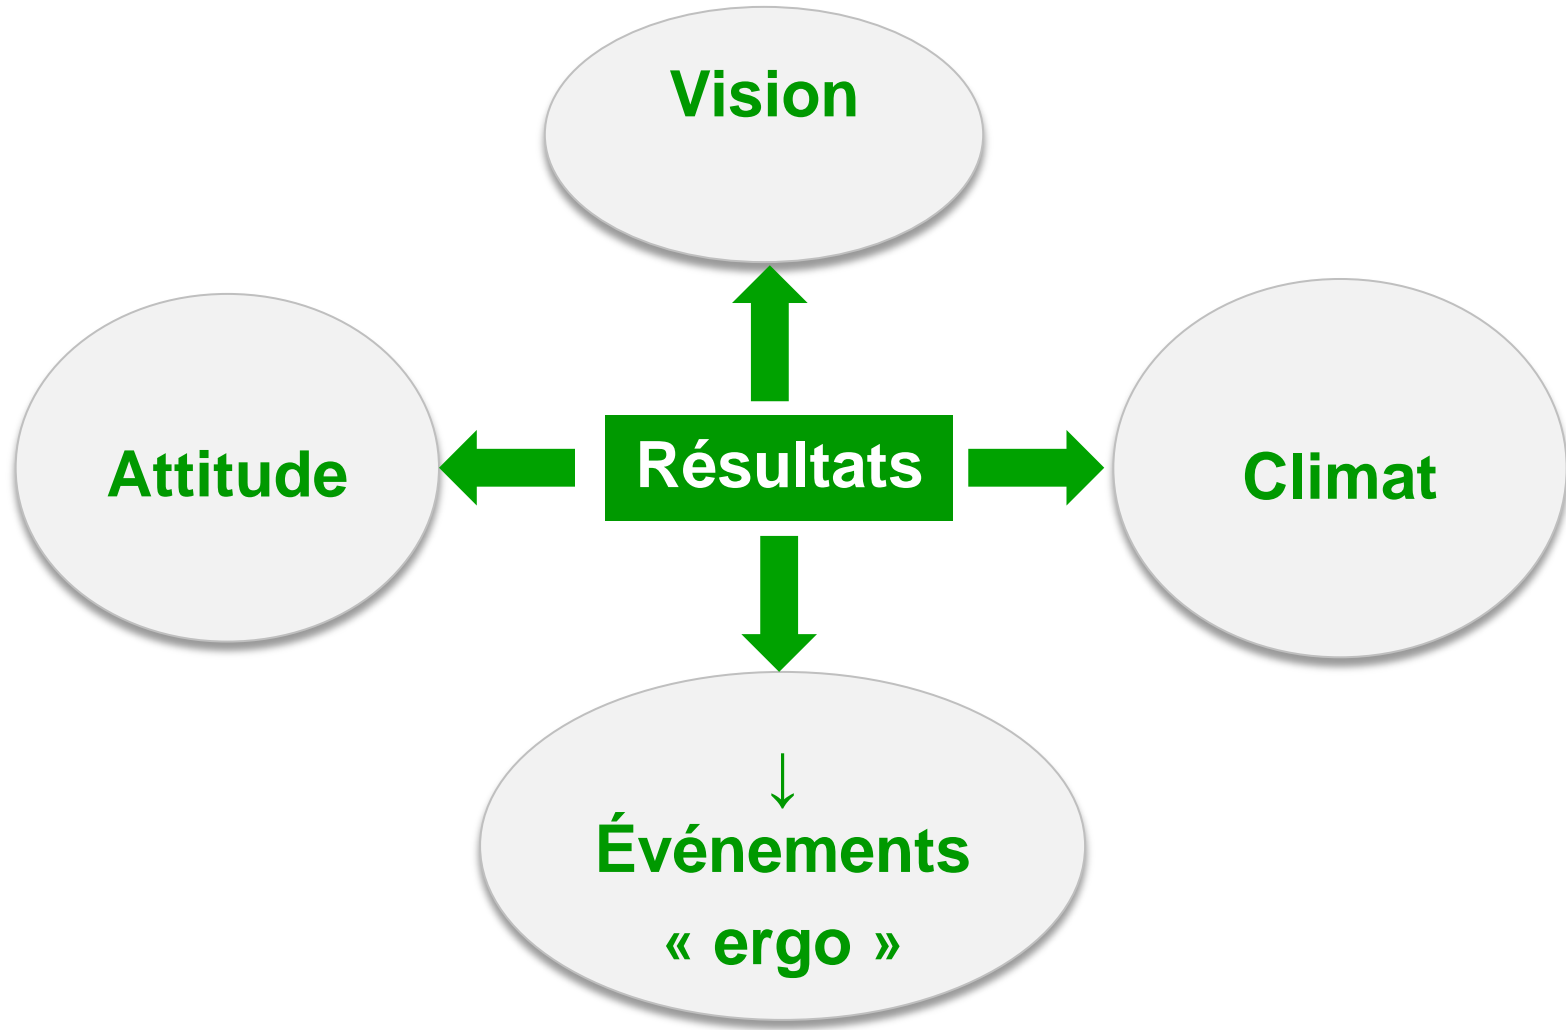 Vision
Attitude
Résultats
Climat
↓
Événements
« ergo »